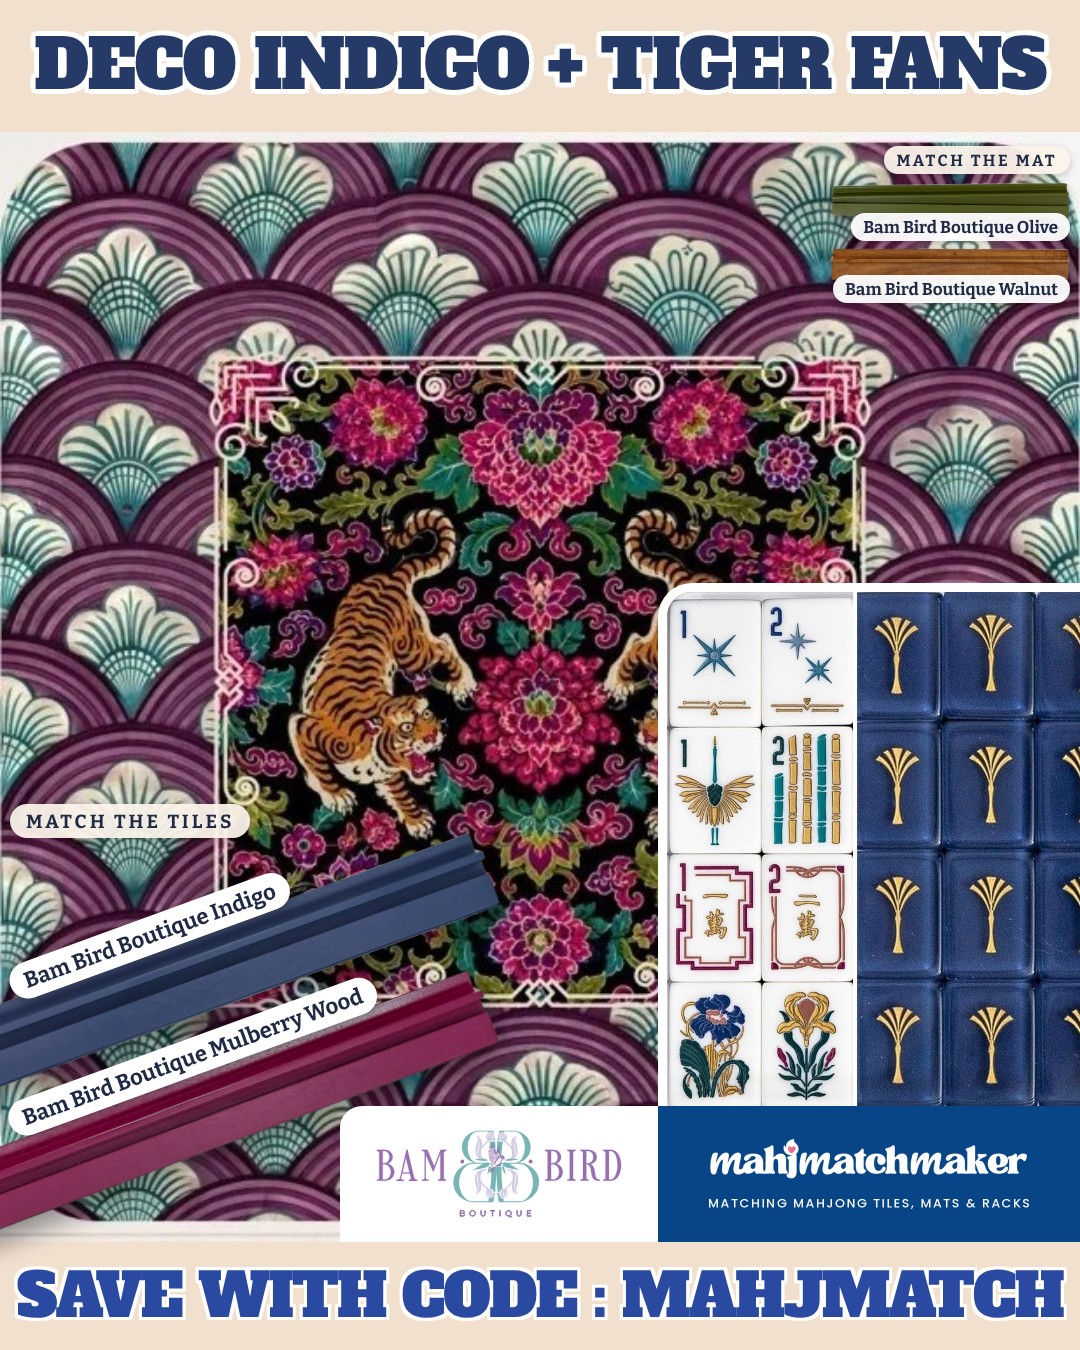 DECO INDIGO + TIGER FANS
MATCH THE MAT
Bam Bird Boutique Olive
Bam Bird Boutique Walnut
1
2
1
2
1
一
萬
2
二
萬
MATCH THE TILES
Bam Bird Boutique Indigo
Bam Bird Boutique Mulberry Wood
BAM BIRD
BOUTIQUE
mahjmatchmaker
MATCHING MAHJONG TILES, MATS & RACKS
SAVE WITH CODE : MAHJMATCH